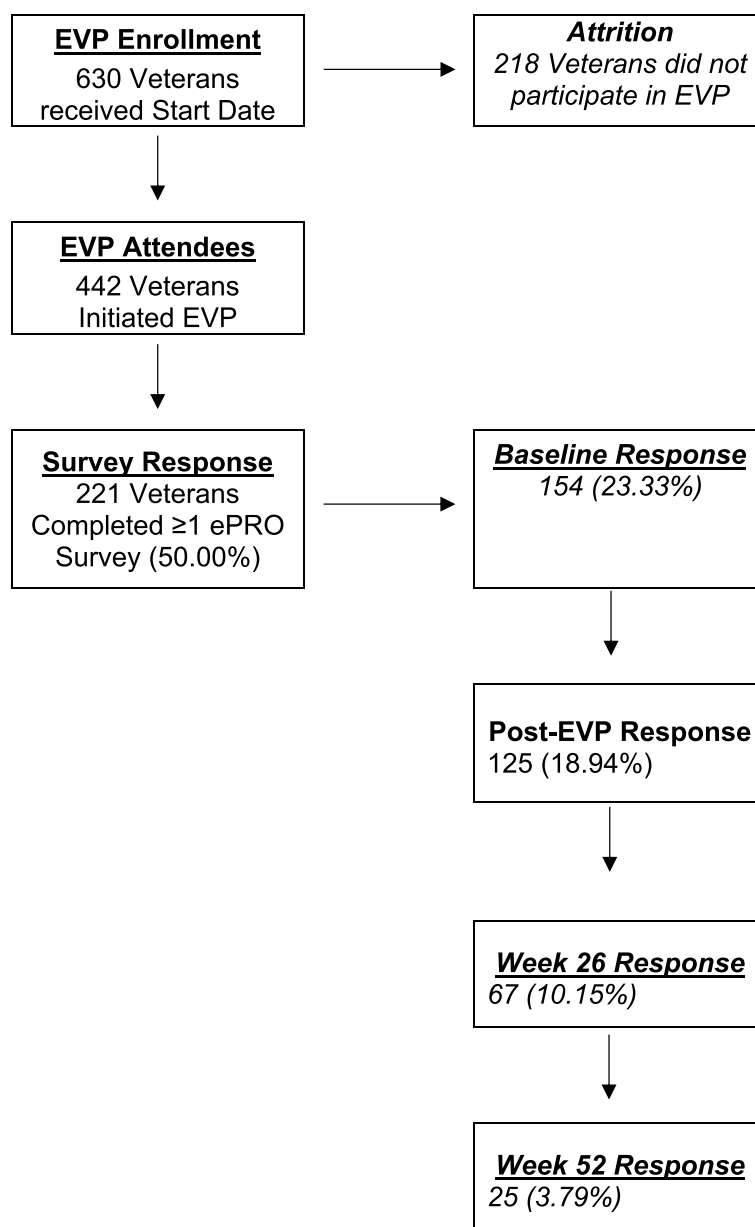 EVP Enrollment
630 Veterans
received Start Date
Attrition
218 Veterans did not
participate in EVP
EVP Attendees
442 Veterans
Initiated EVP
Survey Response
221 Veterans
Completed ≥1 ePRO
Survey (50.00%)
Baseline Response
154 (23.33%)
Post-EVP Response
125 (18.94%)
Week 26 Response
67 (10.15%)
Week 52 Response
25 (3.79%)